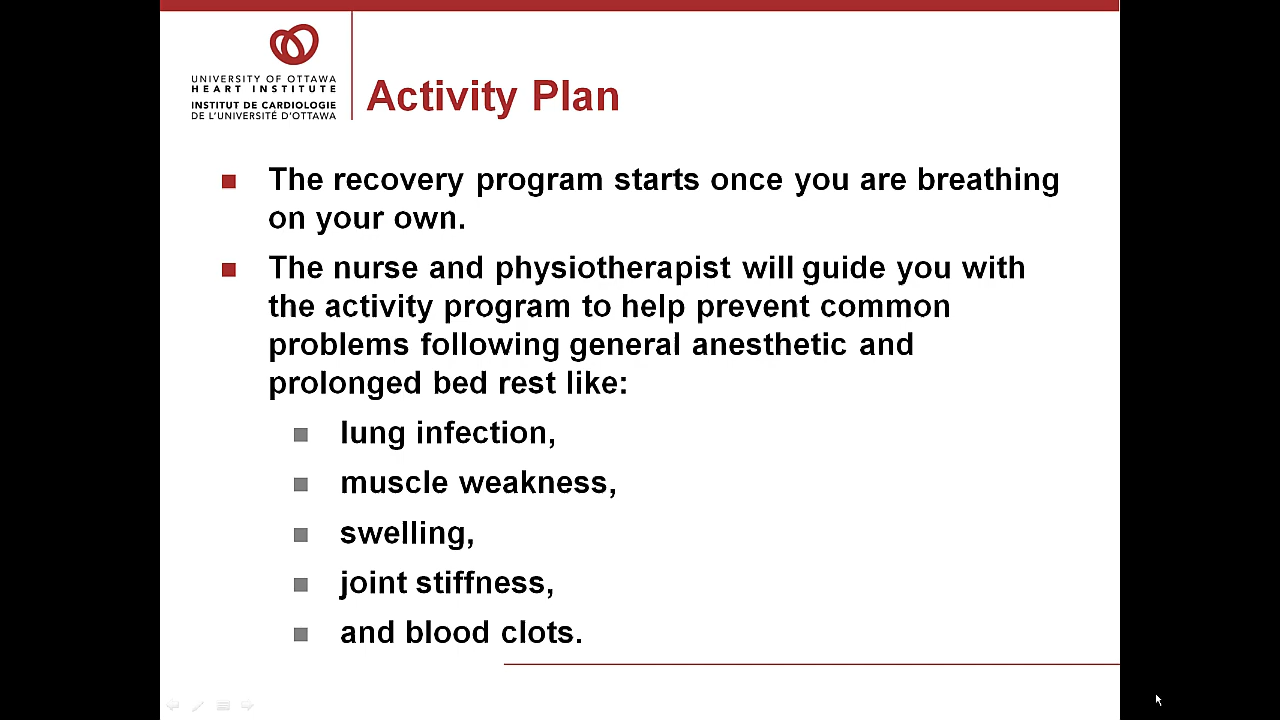 UNIVERSITY OF OTTAWA
HEART INSTITUTE
INSTITUT DE CARDIOLOGIE
DE L'UNIVERSITÉ D'OTTAWA
Activity Plan
The recovery program starts once you are breathing
on your own.
The nurse and physiotherapist will guide you with
the activity program to help prevent common
problems following general anesthetic and
prolonged bed rest like:
lung infection,
muscle weakness,
swelling,
joint stiffness,
and blood clots.